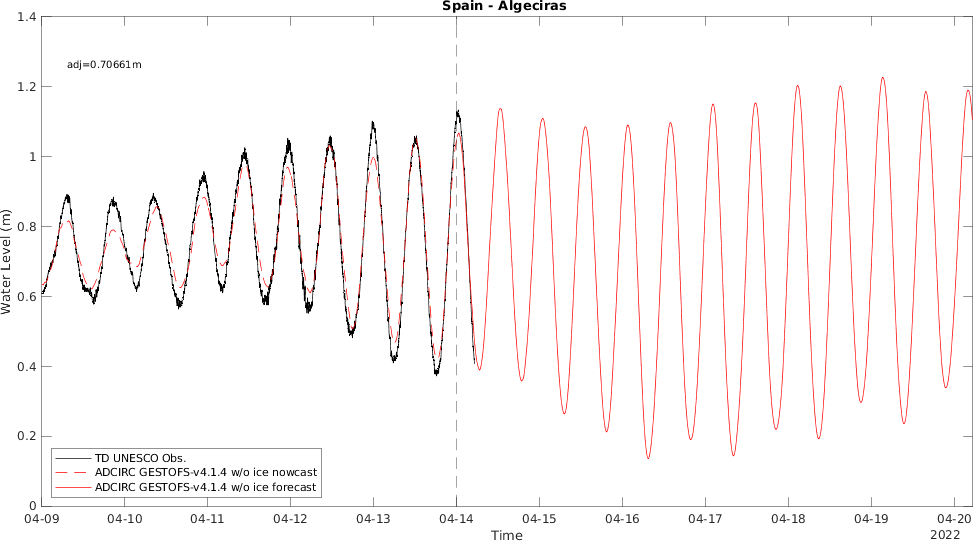 Spain - Algeciras
1.4
1.2
1
0.8
0.6
0.4
0.2
0
Water Level (m)
adj=0.70661m
TD UNESCO Obs.
ADCIRC GESTOFS-v4.1.4 w/o ice nowcast
ADCIRC GESTOFS-v4.1.4 w/o ice forecast
04-09 04-10 04-11 04-12 04-13 04-14 04-15 04-16 04-17 04-18 04-19 04-20
2022
Time